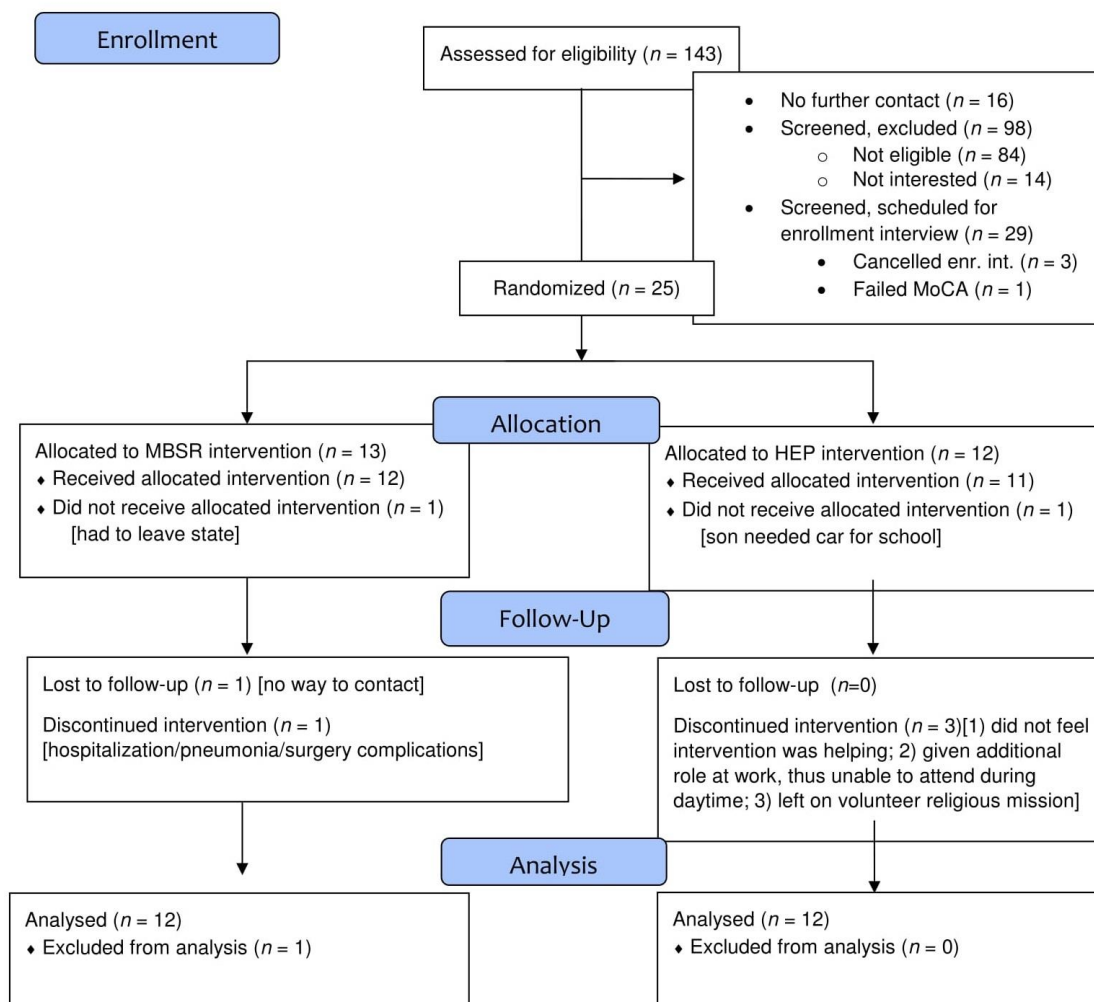 Enrollment
Assessed for eligibility (n = 143)
• No further contact (n = 16)
• Screened, excluded (n = 98)
o Not eligible (n = 84)
o Not interested (n = 14)
• Screened, scheduled for
enrollment interview (n = 29)
• Cancelled enr. int. (n = 3)
• Failed MoCA (n = 1)
Randomized (n = 25)
Allocation
Allocated to MBSR intervention (n = 13)
♦ Received allocated intervention (n = 12)
♦ Did not receive allocated intervention (n = 1)
[had to leave state]
Allocated to HEP intervention (n = 12)
♦ Received allocated intervention (n = 11)
♦ Did not receive allocated intervention (n = 1)
[son needed car for school]
Follow-Up
Lost to follow-up (n = 1) [no way to contact]
Discontinued intervention (n = 1)
[hospitalization/pneumonia/surgery complications]
Lost to follow-up (n=0)
Discontinued intervention (n = 3)[1) did not feel
intervention was helping; 2) given additional
role at work, thus unable to attend during
daytime; 3) left on volunteer religious mission]
Analysis
Analysed (n = 12)
♦ Excluded from analysis (n = 1)
Analysed (n = 12)
♦ Excluded from analysis (n = 0)